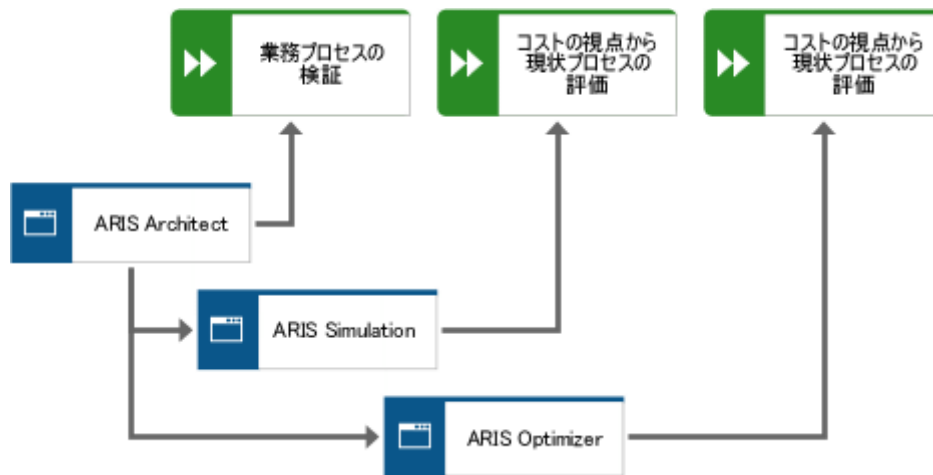 業務プロセスの
検証
コストの視点から
現状プロセスの
評価
コストの視点から
現状プロセスの
評価
ARIS Architect
ARIS Simulation
ARIS Optimizer